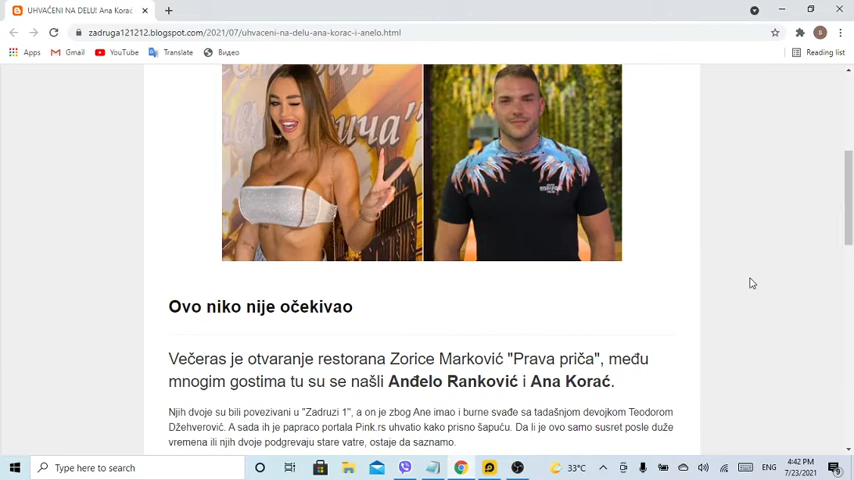 UHVAĆENI NA DELU! Ana Korać
zadruga121212.blogspot.com/2021/07/uhvaceni-na-delu-ana-korac-i-anelo.html
Apps Gmail YouTube Translate Видео Reading list
Ovo niko nije očekivao
Večeras je otvaranje restorana Zorice Marković "Prava priča", među
mnogim gostima tu su se našli Anđelo Ranković i Ana Korać.
Njih dvoje su bili povezivani u "Zadruzi 1", a on je zbog Ane imao i burne svađe sa tadašnjom devojkom Teodorom
Džehverović. A sada ih je papraco portala Pink.rs uhvatio kako prisno šapuću. Da li je ovo samo susret posle duže
vremena ili njih dvoje podgrevaju stare vatre, ostaje da saznamo.
Type here to search
33°C
ENG
4:42 PM
7/23/2021